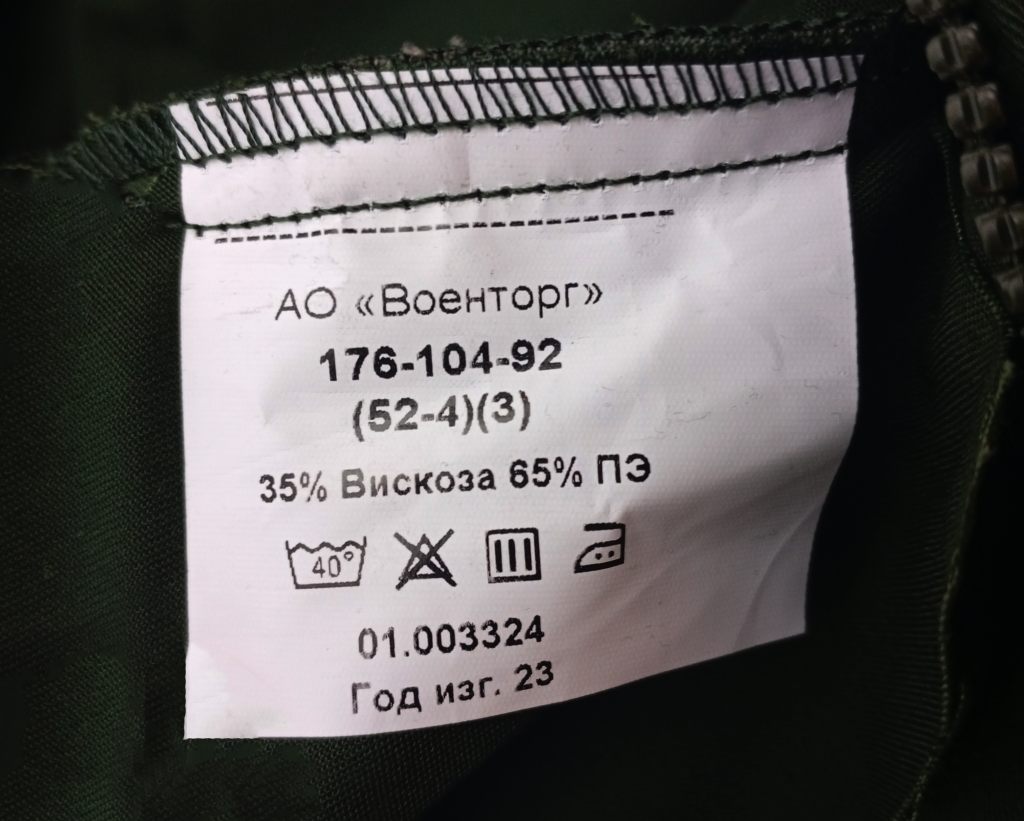 АО «Военторг»
176-104-92
(52-4)(3)
35% Вискоза 65% ПЭ
40°
01.003324
Год изг. 23